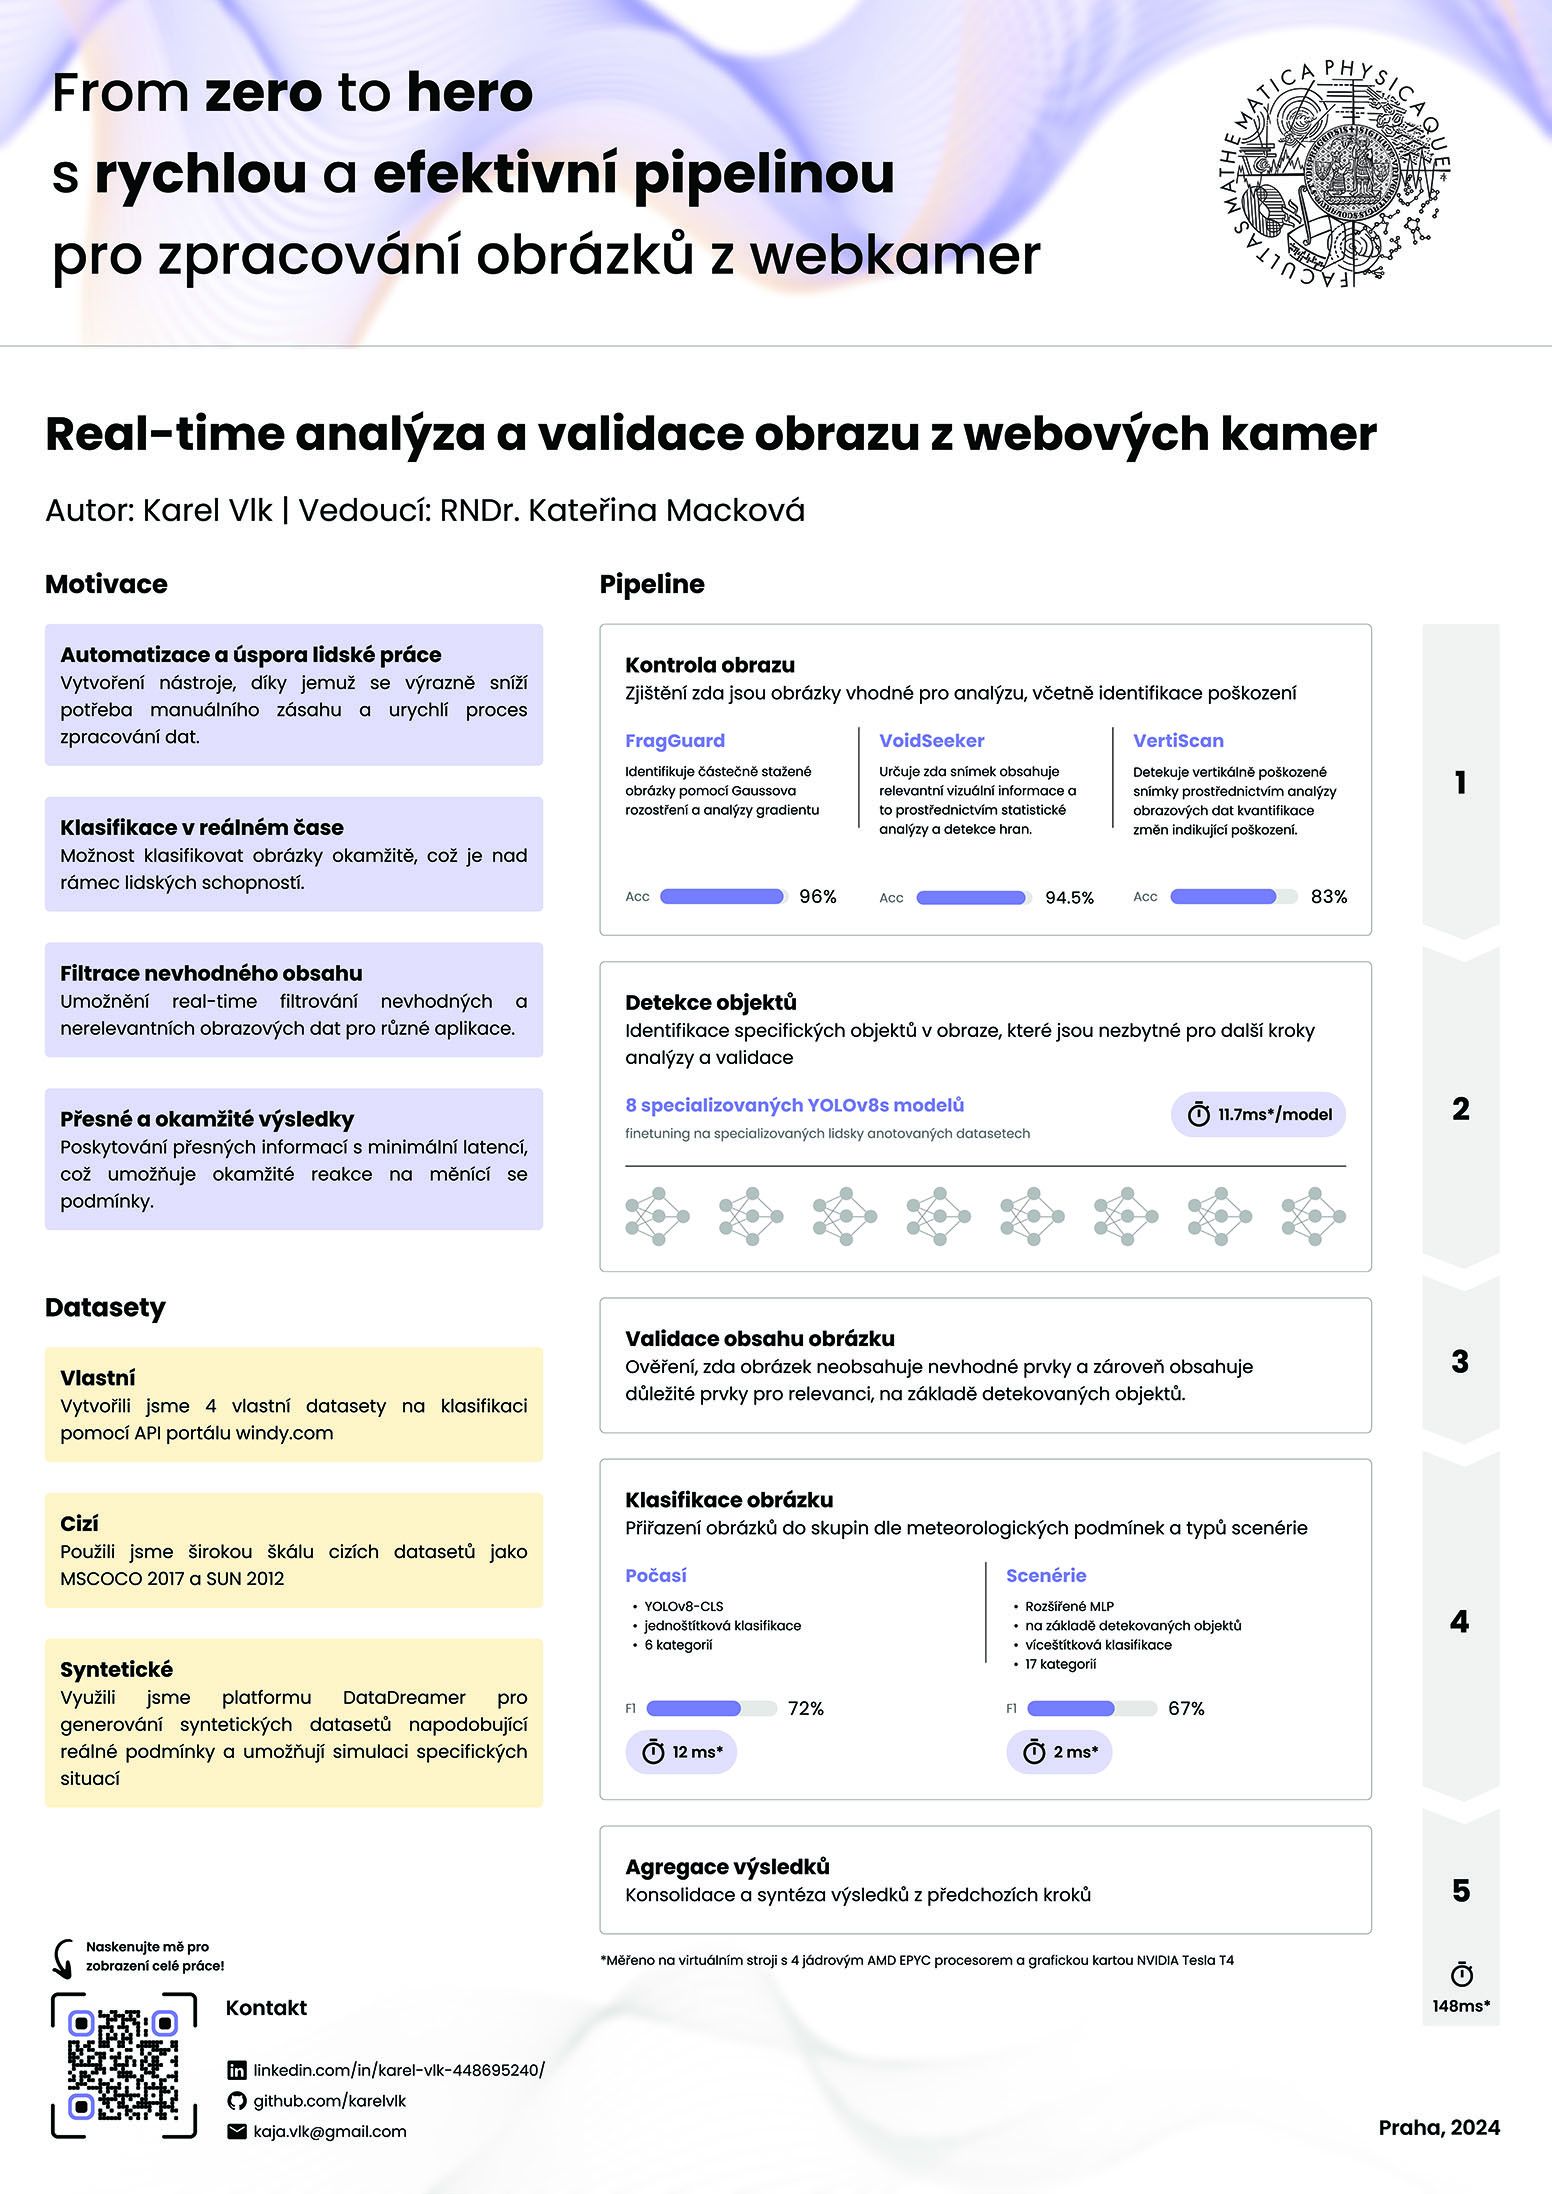 From zero to hero
s rychlou a efektivní pipelinou
pro zpracování obrázků z webkamer
FACULTAS MATHEMATICA PHYSICAQUE
Real-time analýza a validace obrazu z webových kamer
Autor: Karel Vlk | Vedoucí: RNDr. Kateřina Macková
Motivace
Automatizace a úspora lidské práce
Vytvoření nástroje, díky jemuž se výrazně sníží
potřeba manuálního zásahu a urychlí proces
zpracování dat.
Klasifikace v reálném čase
Možnost klasifikovat obrázky okamžitě, což je nad
rámec lidských schopností.
Filtrace nevhodného obsahu
Umožnění real-time filtrování nevhodných a
nerelevantních obrazových dat pro různé aplikace.
Přesné a okamžité výsledky
Poskytování přesných informací s minimální latencí,
což umožňuje okamžité reakce na měnící se
podmínky.
Datasety
Vlastní
Vytvořili jsme 4 vlastní datasety na klasifikaci
pomocí API portálu windy.com
Cizí
Použili jsme širokou škálu cizích datasetů jako
MSCOCO 2017 a SUN 2012
Syntetické
Využili jsme platformu DataDreamer pro
generování syntetických datasetů napodobující
reálné podmínky a umožňují simulaci specifických
situací
Pipeline
Kontrola obrazu
Zjištění zda jsou obrázky vhodné pro analýzu, včetně identifikace poškození
FragGuard
Identifikuje částečně stažené
obrázky pomocí Gaussova
rozostření a analýzy gradientu
Acc 96%
VoidSeeker
Určuje zda snímek obsahuje
relevantní vizuální informace a
to prostřednictvím statistické
analýzy a detekce hran.
Acc 94.5%
VertiScan
Detekuje vertikálně poškozené
snímky prostřednictvím analýzy
obrazových dat kvantifikace
změn indikující poškození.
Acc 83%
1
Detekce objektů
Identifikace specifických objektů v obraze, které jsou nezbytné pro další kroky
analýzy a validace
8 specializovaných YOLOv8s modelů
finetuning na specializovaných lidsky anotovaných datasetech
11.7ms*/model
2
Validace obsahu obrázku
Ověření, zda obrázek neobsahuje nevhodné prvky a zároveň obsahuje
důležité prvky pro relevanci, na základě detekovaných objektů.
3
Klasifikace obrázku
Přiřazení obrázků do skupin dle meteorologických podmínek a typů scenérie
Počasí
• YOLOv8-CLS
• jednoštítková klasifikace
• 6 kategorií
F1 72%
12 ms*
Scenérie
• Rozšířené MLP
• na základě detekovaných objektů
• víceštítková klasifikace
• 17 kategorií
F1 67%
2 ms*
4
Agregace výsledků
Konsolidace a syntéza výsledků z předchozích kroků
5
*Měřeno na virtuálním stroji s 4 jádrovým AMD EPYC procesorem a grafickou kartou NVIDIA Tesla T4
148ms*
Naskenujte mě pro
zobrazení celé práce!
Kontakt
linkedin.com/in/karel-vlk-448695240/
github.com/karelvlk
kaja.vlk@gmail.com
Praha, 2024